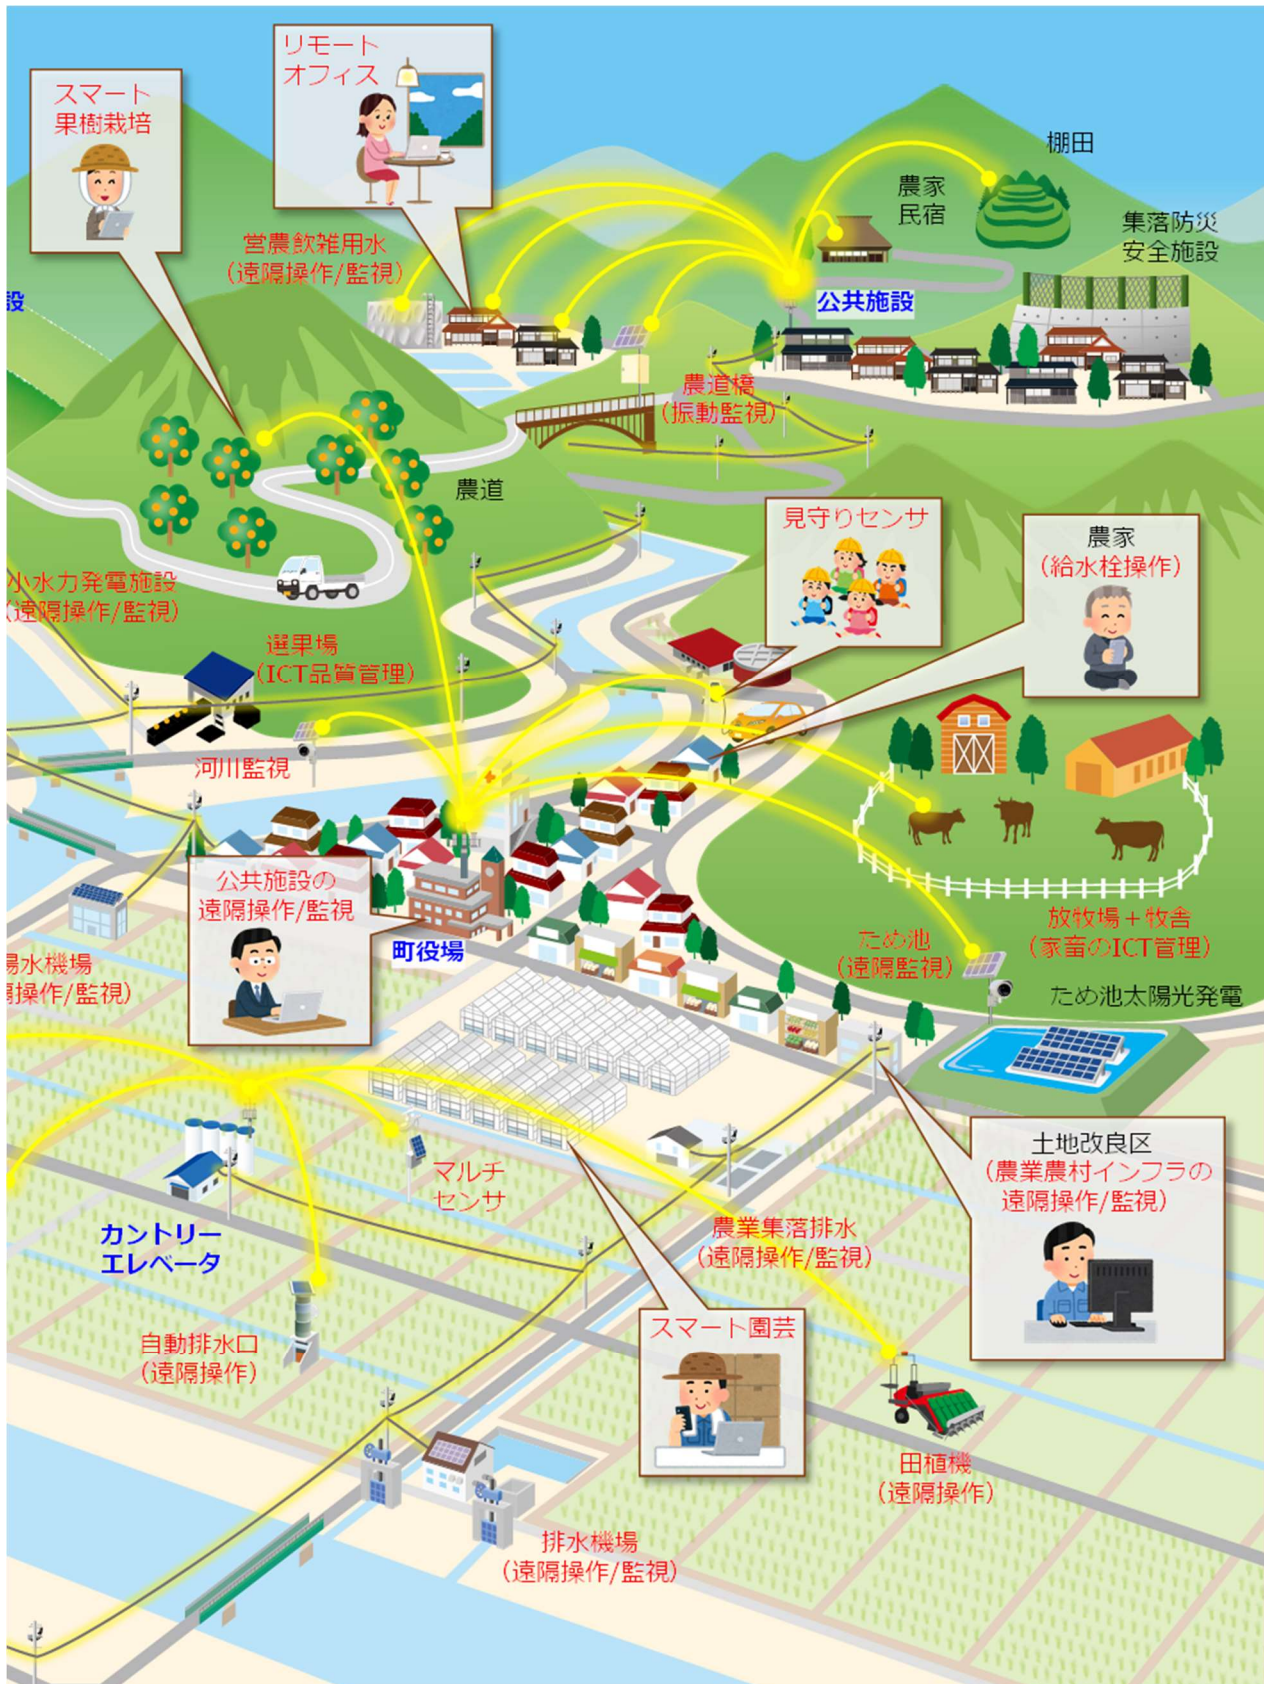 リモート
オフィス
スマート
果樹栽培
棚田
農家
民宿
集落防災
安全施設
営農飲雑用水
（遠隔操作/監視）
設
公共施設
農道橋
（振動監視）
農道
見守りセンサ
農家
（給水栓操作）
小水力発電施設
（遠隔操作/監視）
選果場
（ICT品質管理）
河川監視
公共施設の
遠隔操作/監視
町役場
放牧場＋牧舎
（家畜のICT管理）
ため池
（遠隔監視）
ため池太陽光発電
水機場
操作/監視）
マルチ
センサ
土地改良区
（農業農村インフラの
遠隔操作/監視）
カントリー
エレベータ
農業集落排水
（遠隔操作/監視）
自動排水口
（遠隔操作）
スマート園芸
田植機
（遠隔操作）
排水機場
（遠隔操作/監視）